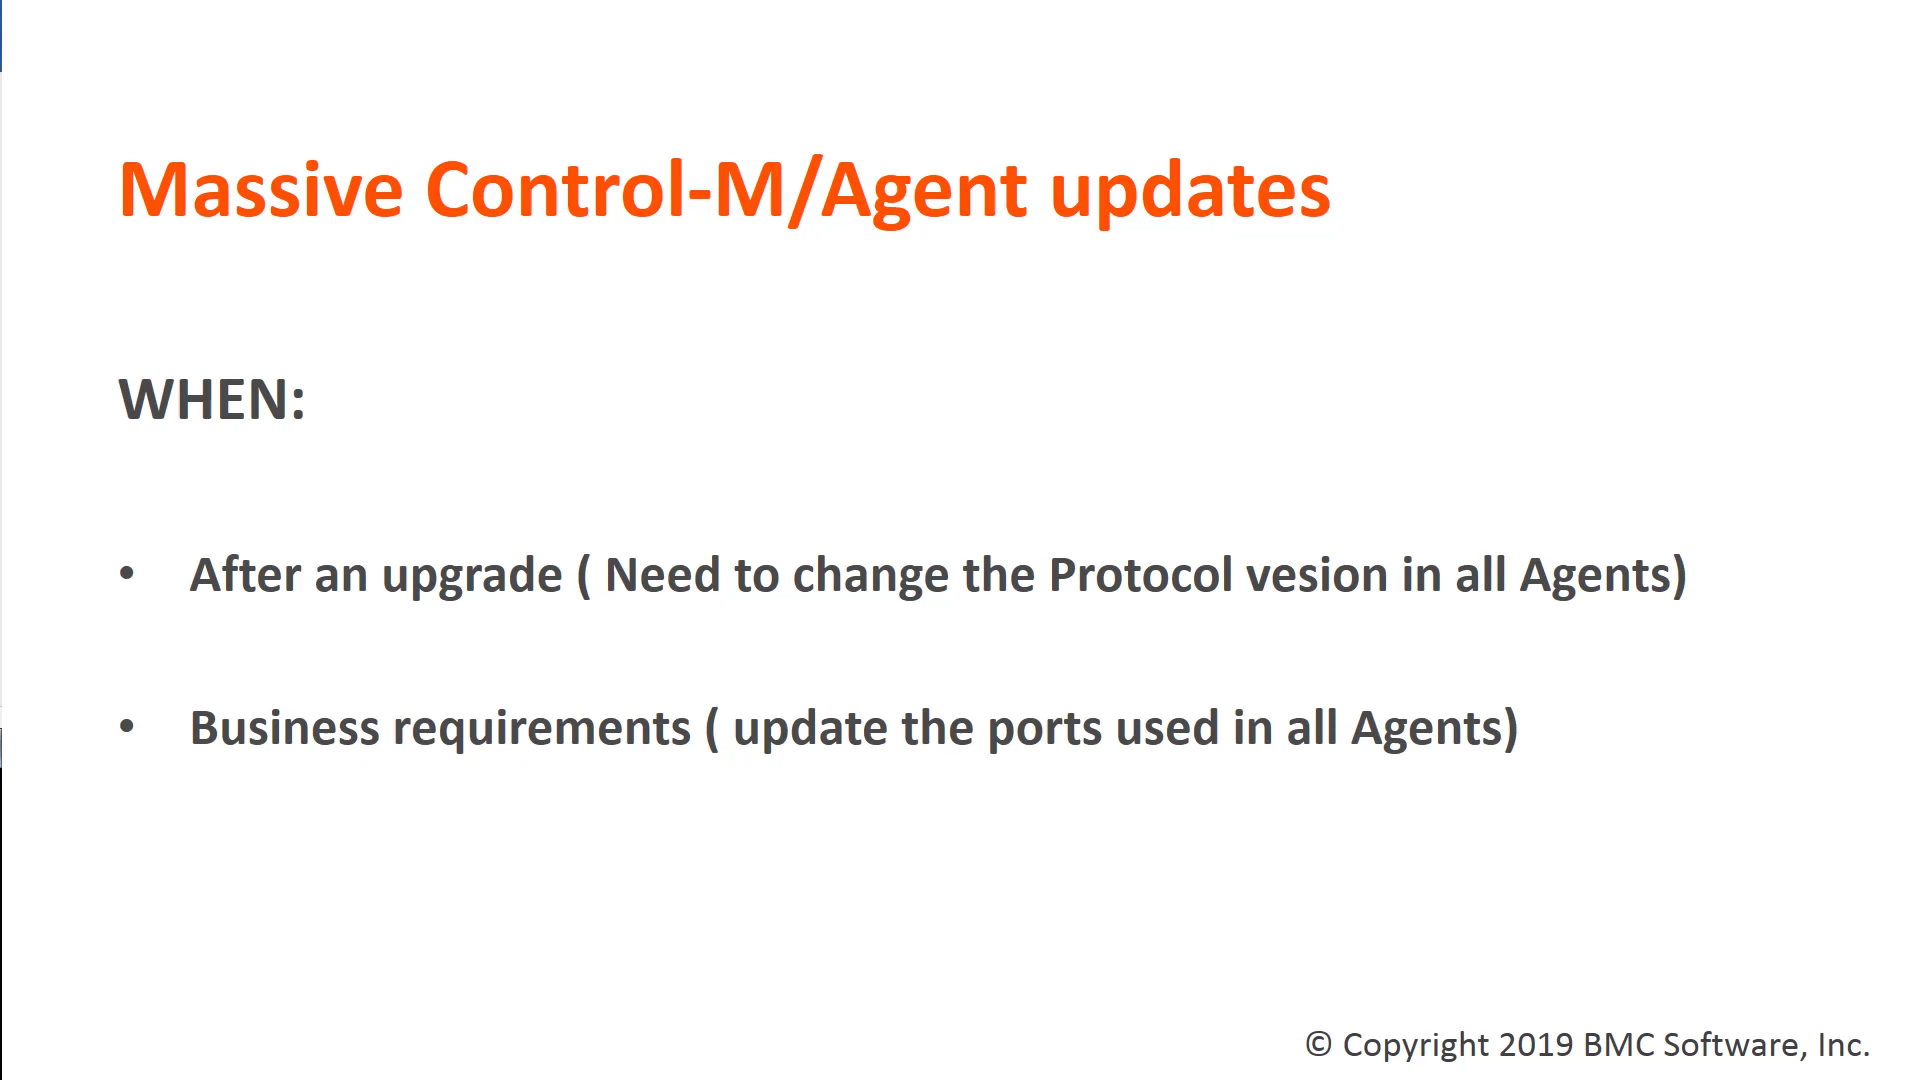 Massive Control-M/Agent updates
WHEN:
• After an upgrade ( Need to change the Protocol vesion in all Agents)
• Business requirements ( update the ports used in all Agents)
© Copyright 2019 BMC Software, Inc.